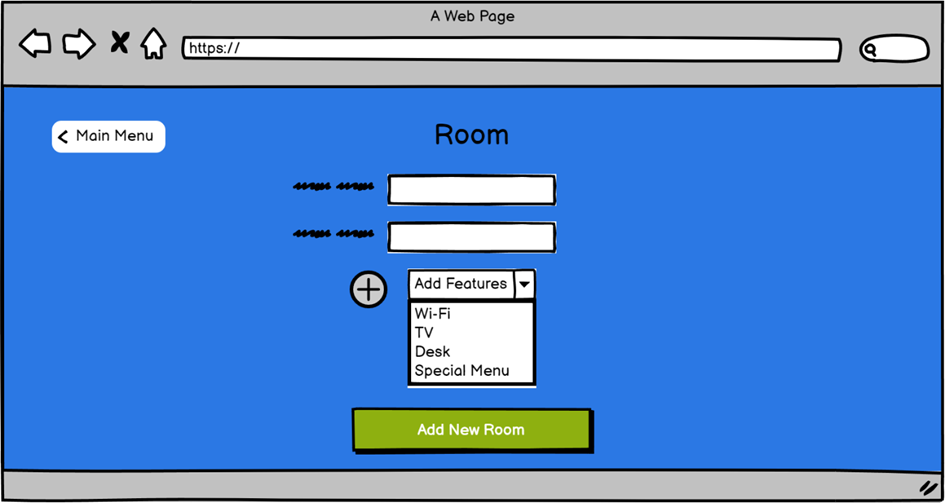 A Web Page
https://
Main Menu
Room
Add Features
Wi-Fi
TV
Desk
Special Menu
Add New Room